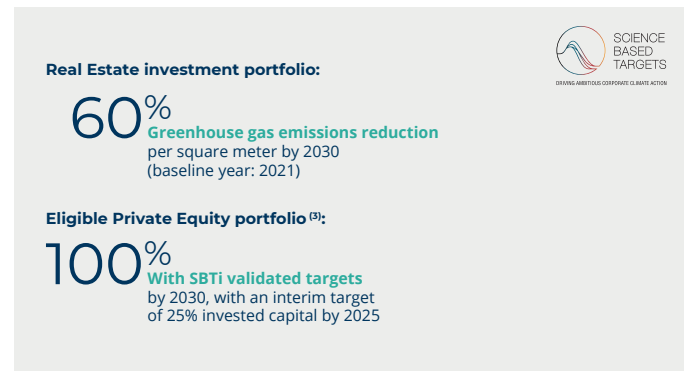 SCIENCE
BASED
TARGETS
DRIVING AMBITIOUS CORPORATE CLIMATE ACTION
Real Estate investment portfolio:
60%
Greenhouse gas emissions reduction
per square meter by 2030
(baseline year: 2021)
Eligible Private Equity portfolio (3):
100%
With SBTi validated targets
by 2030, with an interim target
of 25% invested capital by 2025